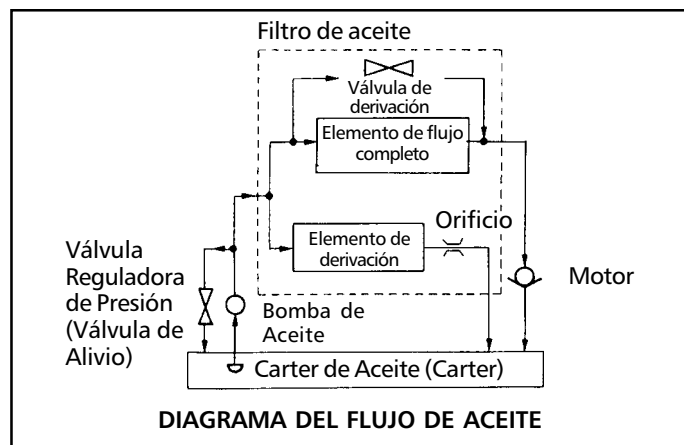 Filtro de aceite
Válvula de
derivación
Elemento de flujo
completo
Orificio
Elemento de
derivación
Válvula
Reguladora
de Presión
(Válvula de
Alivio)
Bomba de
Aceite
Motor
Carter de Aceite (Carter)
DIAGRAMA DEL FLUJO DE ACEITE